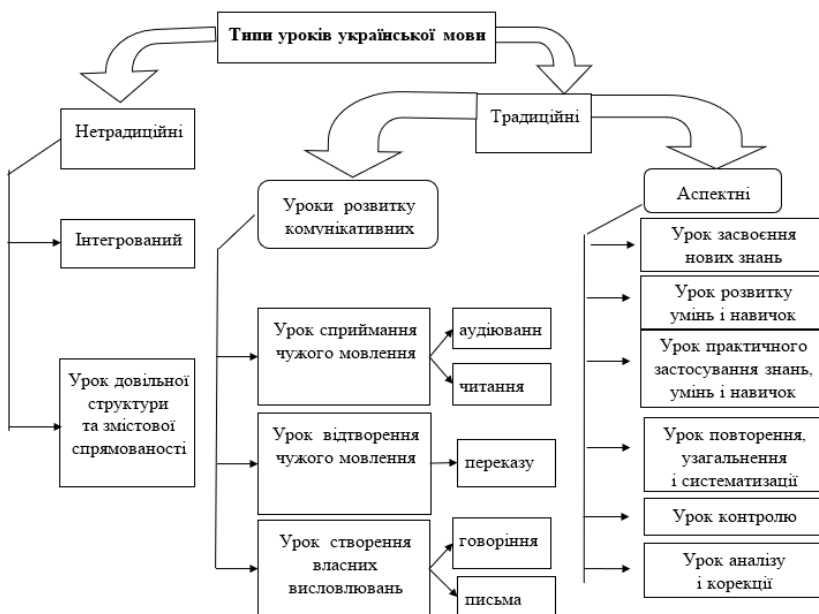 Типи уроків української мови
Нетрадиційні
Традиційні
Інтегрований
Урок довільної
структури
та змістової
спрямованості
Уроки розвитку
комунікативних
Урок сприймання
чужого мовлення
аудіюванн
читання
Урок відтворення
чужого мовлення
переказу
Урок створення
власних
висловлювань
говоріння
письма
Аспектні
Урок засвоєння
нових знань
Урок розвитку
умінь і навичок
Урок практичного
застосування знань,
умінь і навичок
Урок повторення,
узагальнення
і систематизації
Урок контролю
Урок аналізу
і корекції